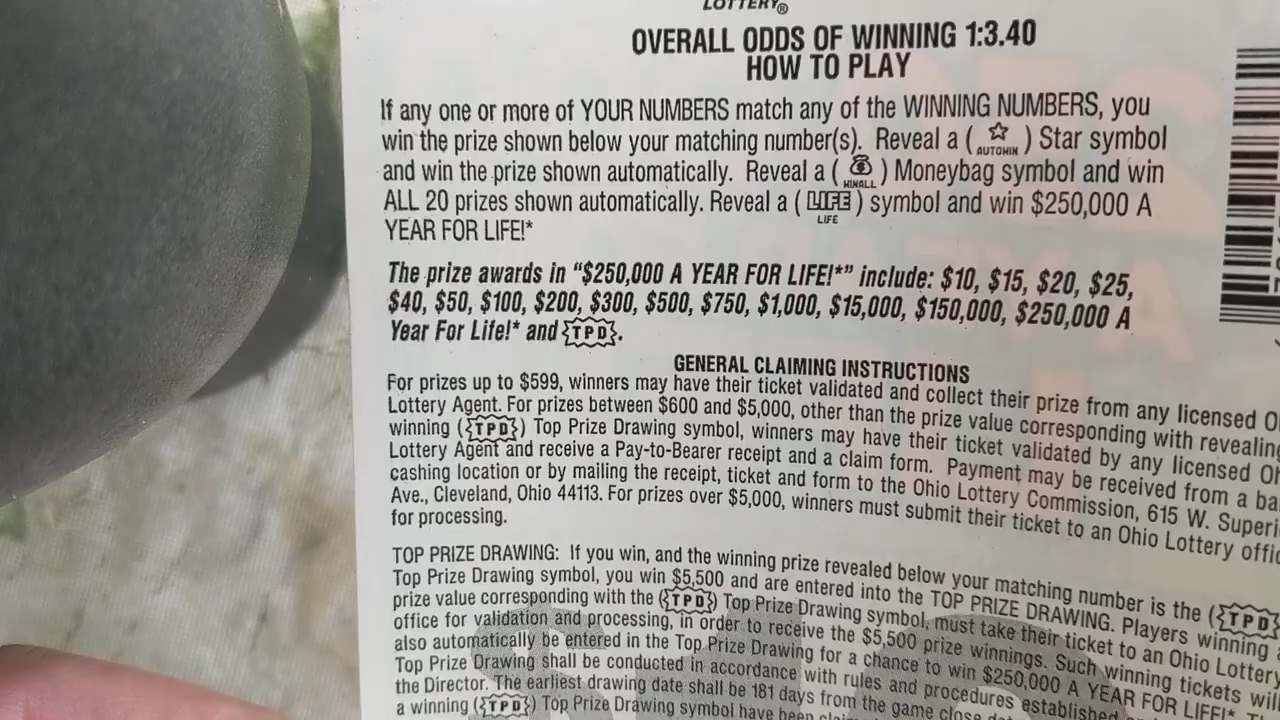 LOTTERY®
OVERALL ODDS OF WINNING 1:3.40
HOW TO PLAY
If any one or more of YOUR NUMBERS match any of the WINNING NUMBERS, you
win the prize shown below your matching number(s). Reveal a ( AUTOWIN ) Star symbol
and win the prize shown automatically. Reveal a ( WINALL ) Moneybag symbol and win
ALL 20 prizes shown automatically. Reveal a ( LIFE LIFE ) symbol and win $250,000 A
YEAR FOR LIFE!*
The prize awards in “$250,000 A YEAR FOR LIFE!*” include: $10, $15, $20, $25,
$40, $50, $100, $200, $300, $500, $750, $1,000, $15,000, $150,000, $250,000 A
Year For Life!* and {TPD}.
GENERAL CLAIMING INSTRUCTIONS
For prizes up to $599, winners may have their ticket validated and collect their prize from any licensed O
Lottery Agent. For prizes between $600 and $5,000, other than the prize value corresponding with revealing
winning ({TPD}) Top Prize Drawing symbol, winners may have their ticket validated by any licensed Oh
Lottery Agent and receive a Pay-to-Bearer receipt and a claim form. Payment may be received from a ba
cashing location or by mailing the receipt, ticket and form to the Ohio Lottery Commission, 615 W. Superi
Ave., Cleveland, Ohio 44113. For prizes over $5,000, winners must submit their ticket to an Ohio Lottery offic
for processing.
TOP PRIZE DRAWING: If you win, and the winning prize revealed below your matching number is the ({TPD}
Top Prize Drawing symbol, you win $5,500 and are entered into the TOP PRIZE DRAWING. Players winning a
prize value corresponding with the ({TPD}) Top Prize Drawing symbol, must take their ticket to an Ohio Lottery
office for validation and processing, in order to receive the $5,500 prize winnings. Such winning tickets will
also automatically be entered in the Top Prize Drawing for a chance to win $250,000 A YEAR FOR LIFE!* Th
Top Prize Drawing shall be conducted in accordance with rules and procedures established
the Director. The earliest drawing date shall be 181 days from the game close
a winning ({TPD}) Top Prize Drawing symbol have been